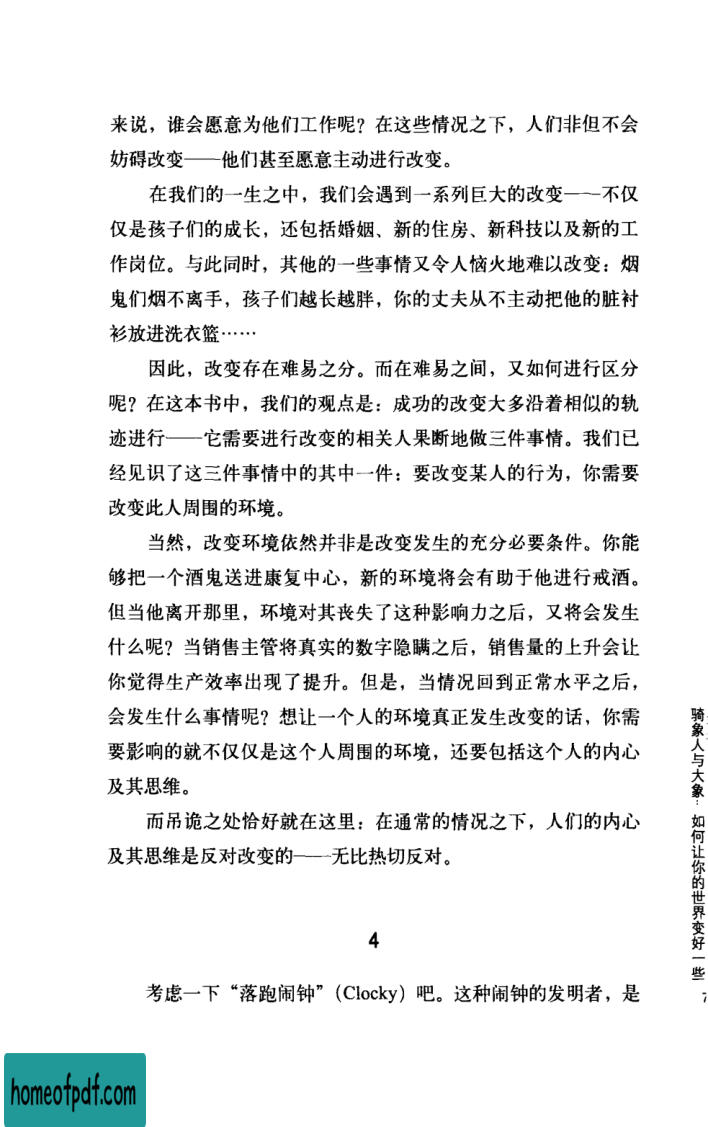 来说，谁会愿意为他们工作呢？在这些情况之下，人们非但不会
妨碍改变——他们甚至愿意主动进行改变。
在我们的一生之中，我们会遇到一系列巨大的改变——不仅
仅是孩子们的成长，还包括婚姻、新的住房、新科技以及新的工
作岗位。与此同时，其他的一些事情又令人恼火地难以改变：烟
鬼们烟不离手，孩子们越长越胖，你的丈夫从不主动把他的脏衬
衫放进洗衣篮……
因此，改变存在难易之分。而在难易之间，又如何进行区分
呢？在这本书中，我们的观点是：成功的改变大多沿着相似的轨
迹进行——它需要进行改变的相关人果断地做三件事情。我们已
经见识了这三件事情中的其中一件：要改变某人的行为，你需要
改变此人周围的环境。
当然，改变环境依然并非是改变发生的充分必要条件。你能
够把一个酒鬼送进康复中心，新的环境将会有助于他进行戒酒。
但当他离开那里，环境对其丧失了这种影响力之后，又将会发生
什么呢？当销售主管将真实的数字隐瞒之后，销售量的上升会让
你觉得生产效率出现了提升。但是，当情况回到正常水平之后，
会发生什么事情呢？想让一个人的环境真正发生改变的话，你需
要影响的就不仅仅是这个人周围的环境，还要包括这个人的内心
及其思维。
而吊诡之处恰好就在这里：在通常的情况之下，人们的内心
及其思维是反对改变的——无比热切反对。
4
考虑一下“落跑闹钟”（Clocky）吧。这种闹钟的发明者，是
骑象人与大象：如何让你的世界变好一些
7
homeofpdf.com